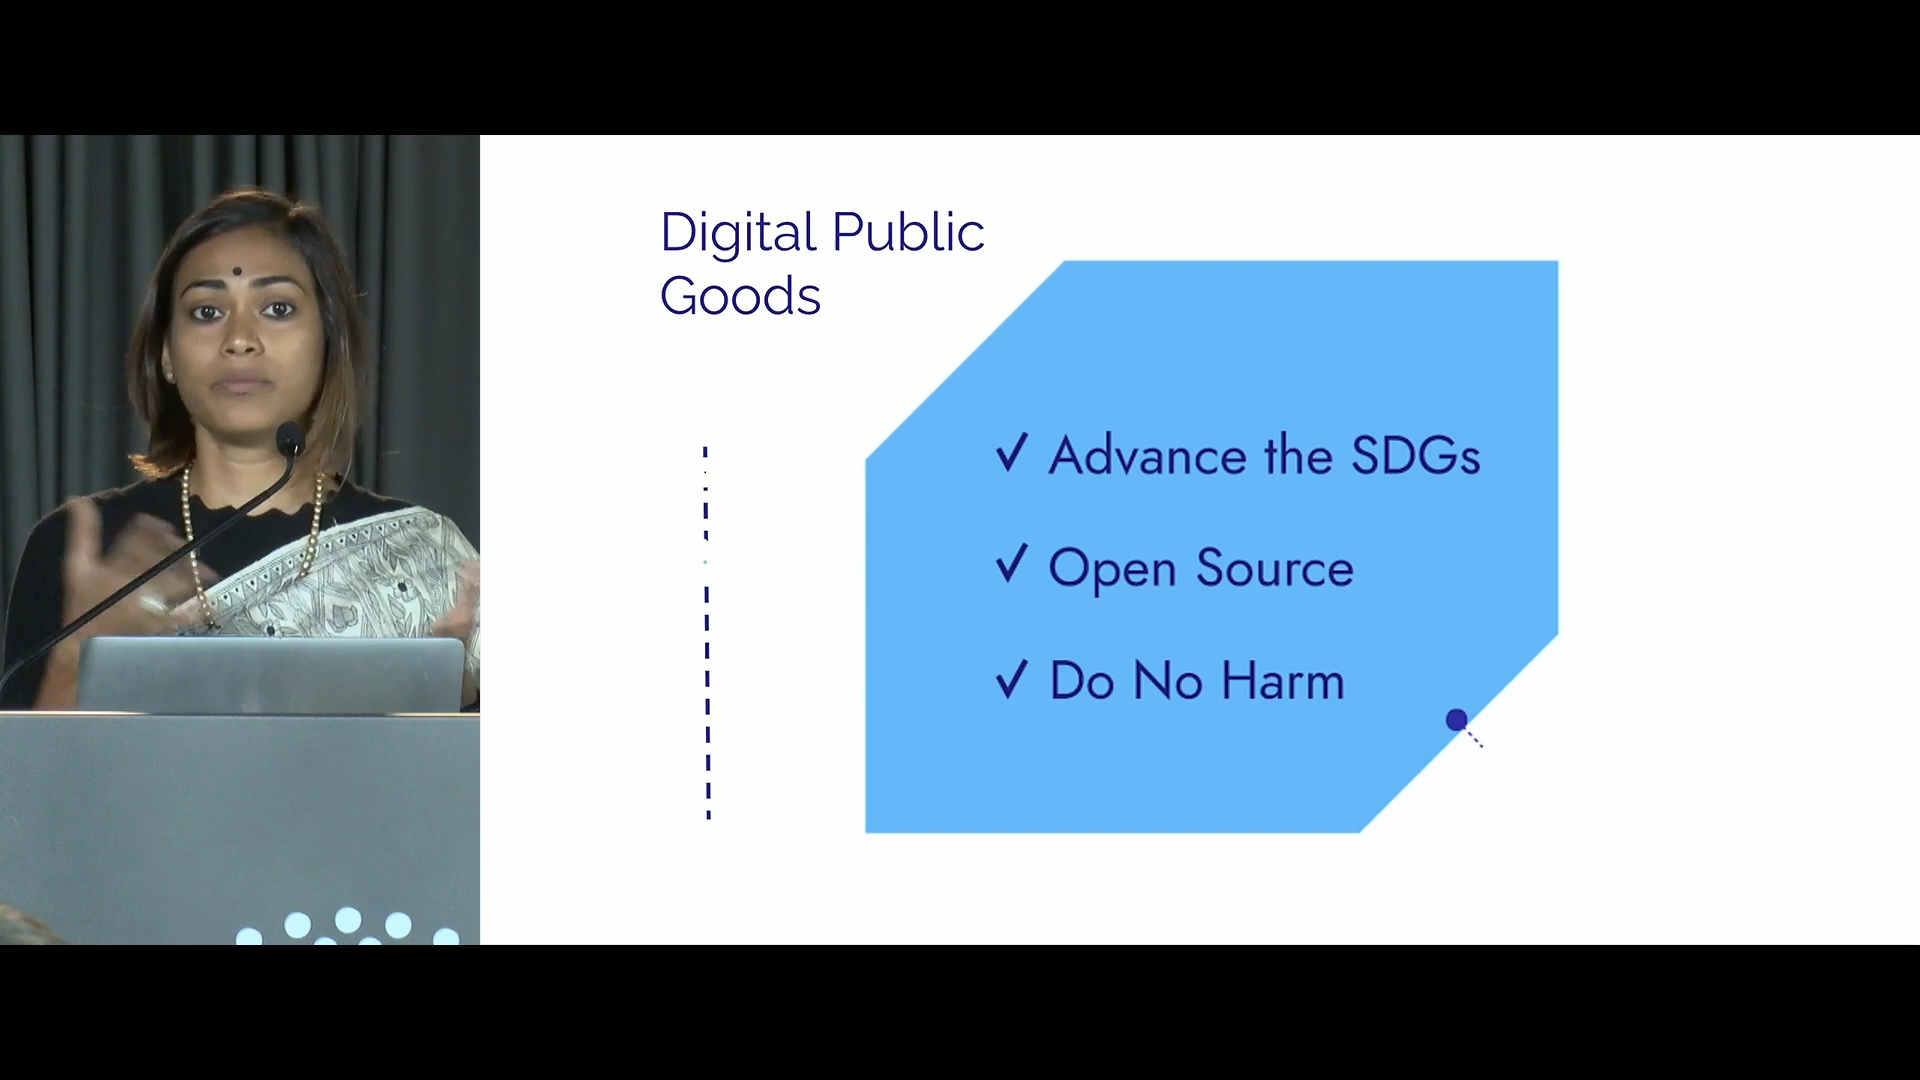 Digital Public
Goods
✓ Advance the SDGs
✓ Open Source
✓ Do No Harm